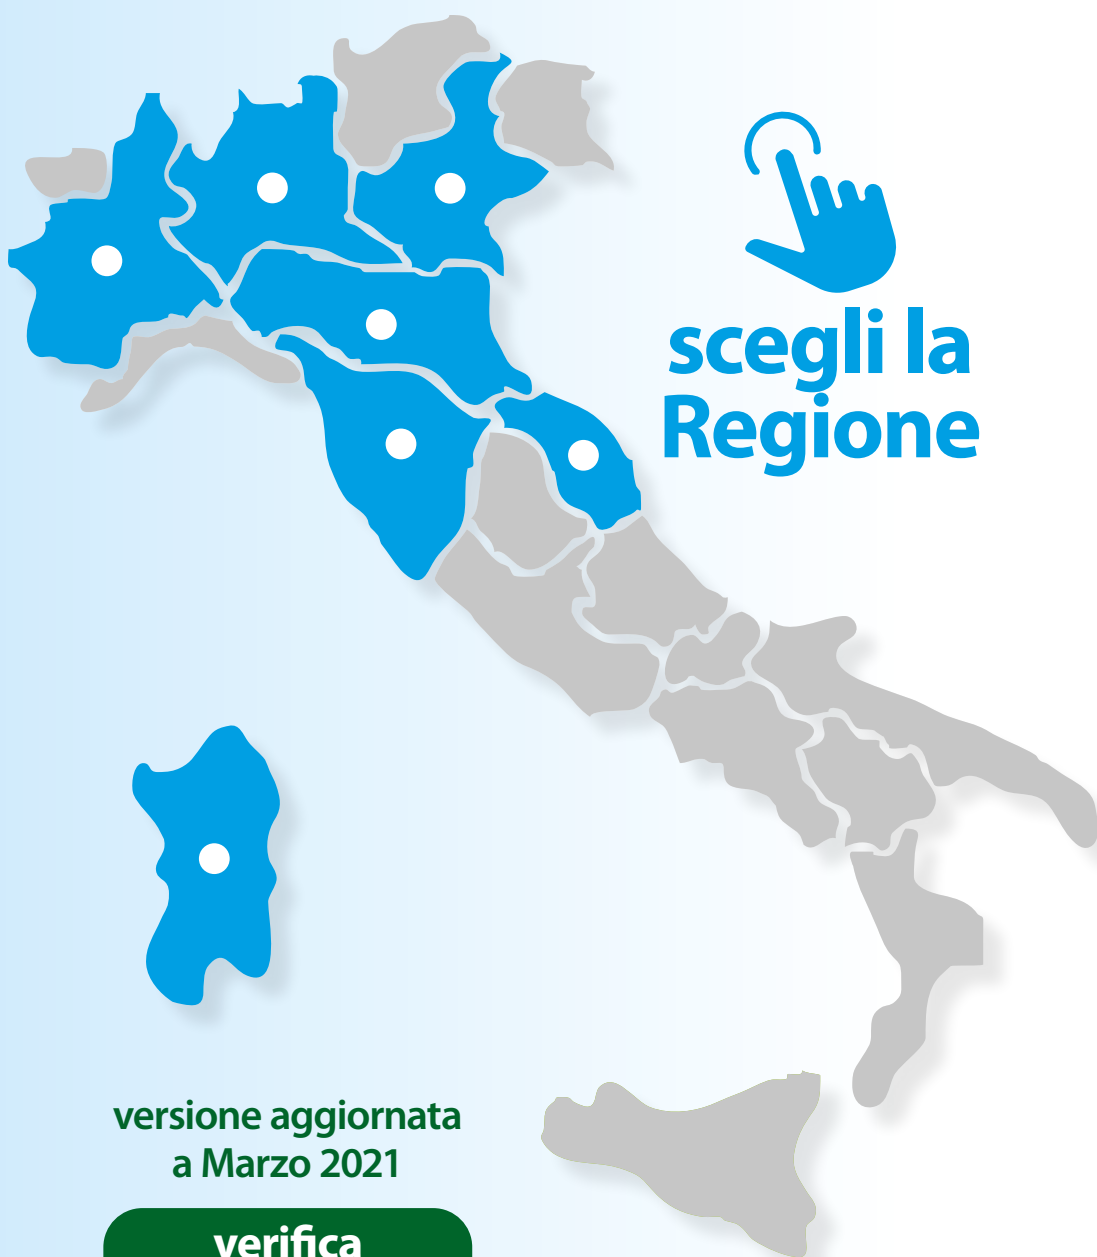 scegli la
Regione
versione aggiornata
a Marzo 2021
verifica